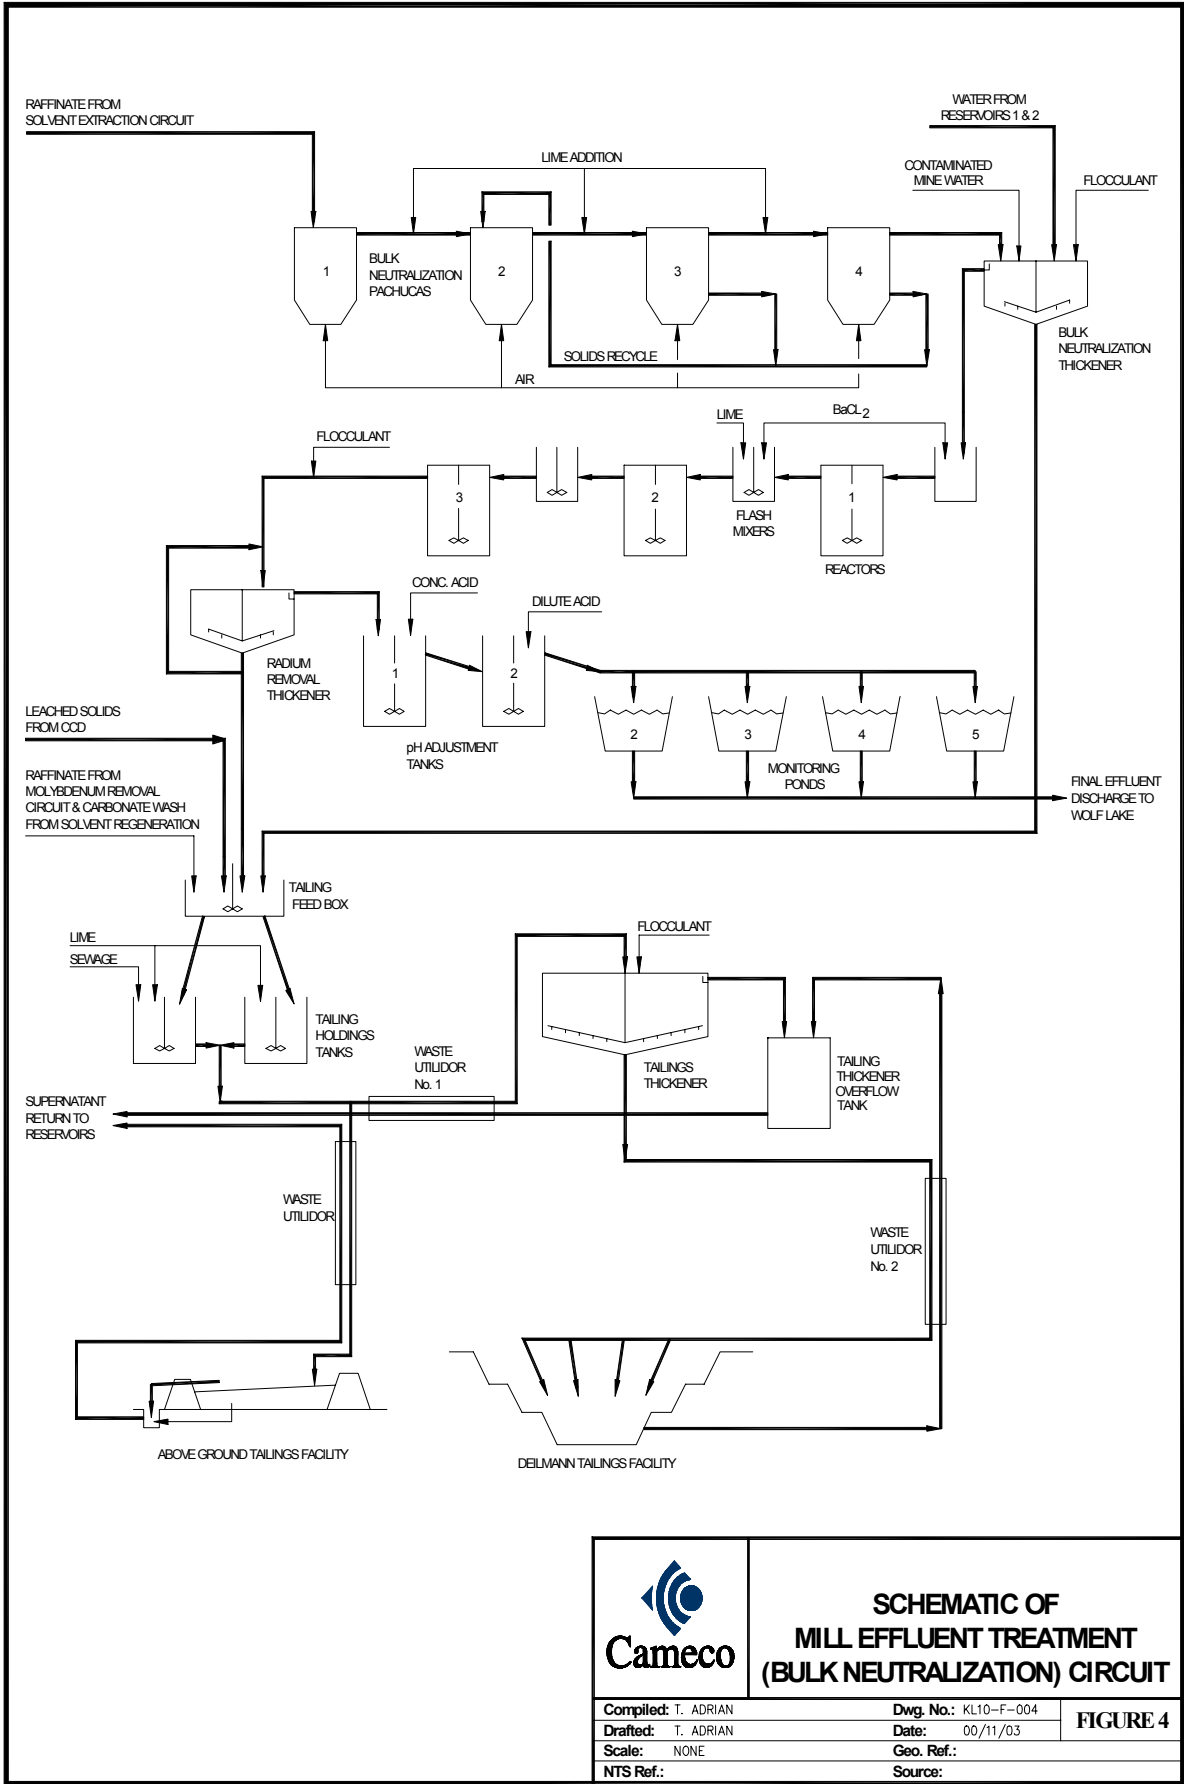 RAFFINATE FROM
SOLVENT EXTRACTION CIRCUIT
WATER FROM
RESERVOIRS 1 & 2
LIME ADDITION
CONTAMINATED
MINE WATER
FLOCCULANT
1
BULK
NEUTRALIZATION
PACHUCAS
2
3
4
BULK
NEUTRALIZATION
THICKENER
SOLIDS RECYCLE
AIR
FLOCCULANT
LIME
BaCL2
3
2
FLASH
MIXERS
1
REACTORS
CONC. ACID
DILUTE ACID
RADIUM
REMOVAL
THICKENER
1
2
pH ADJUSTMENT
TANKS
2
3
4
5
MONITORING
PONDS
FINAL EFFLUENT
DISCHARGE TO
WOLF LAKE
LEACHED SOLIDS
FROM CCD
RAFFINATE FROM
MOLYBDENUM REMOVAL
CIRCUIT & CARBONATE WASH
FROM SOLVENT REGENERATION
TAILING
FEED BOX
LIME
SEWAGE
TAILING
HOLDINGS
TANKS
FLOCCULANT
WASTE
UTILIDOR
No. 1
TAILINGS
THICKENER
TAILING
THICKENER
OVERFLOW
TANK
SUPERNATANT
RETURN TO
RESERVOIRS
WASTE
UTILIDOR
WASTE
UTILIDOR
No. 2
ABOVE GROUND TAILINGS FACILITY
DEILMANN TAILINGS FACILITY
Cameco
SCHEMATIC OF
MILL EFFLUENT TREATMENT
(BULK NEUTRALIZATION) CIRCUIT
Compiled: T. ADRIAN
Dwg. No.: KL10-F-004
FIGURE 4
Drafted: T. ADRIAN
Date: 00/11/03
Scale: NONE
Geo. Ref.:
NTS Ref.:
Source: